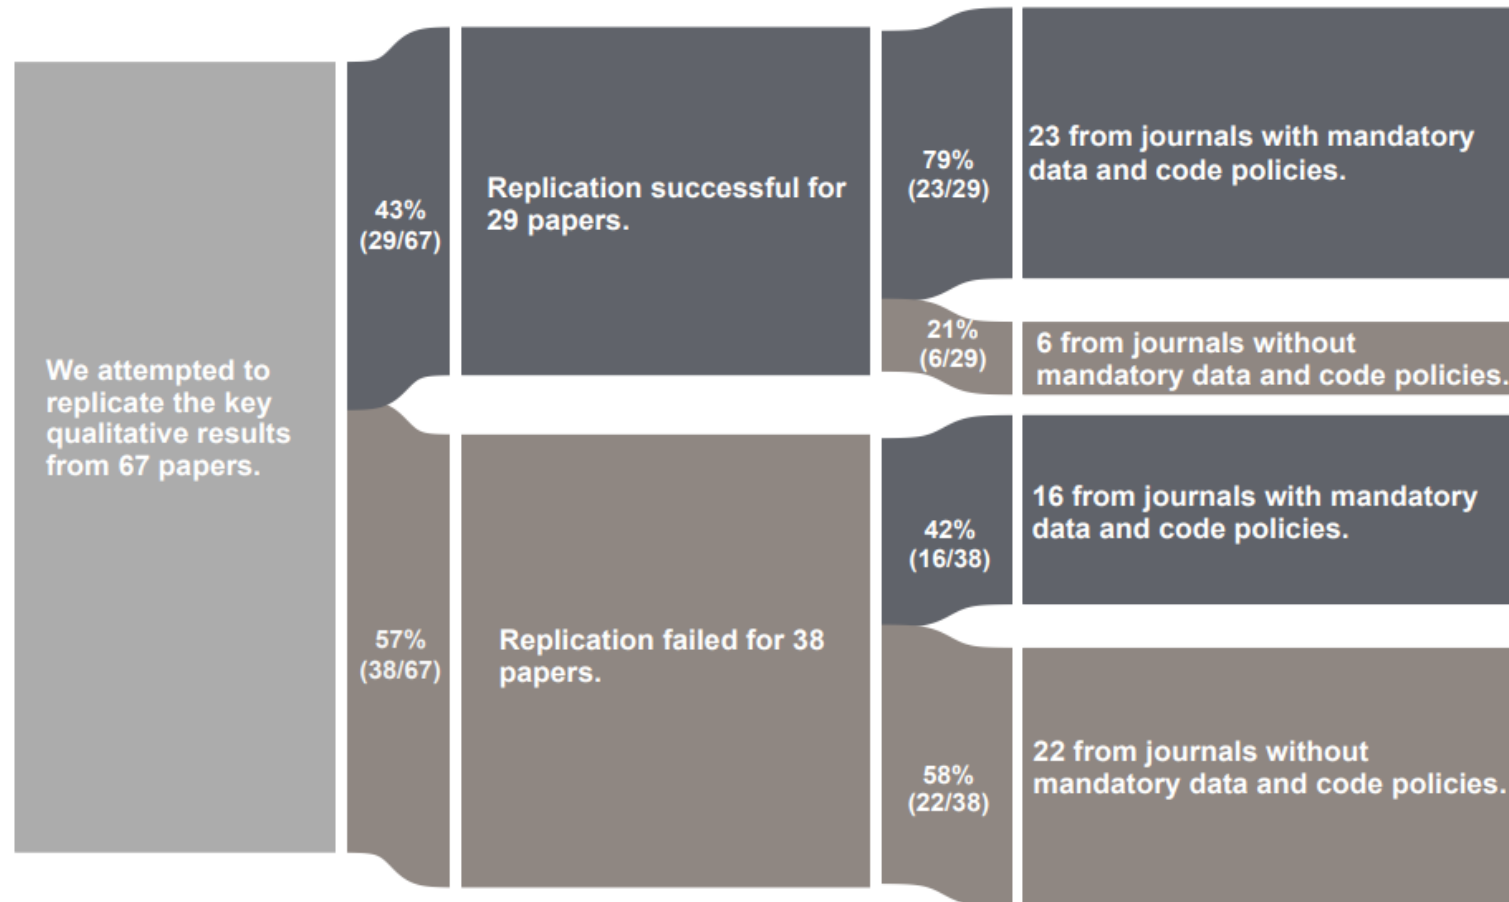 We attempted to
replicate the key
qualitative results
from 67 papers.
43%
(29/67)
57%
(38/67)
Replication successful for
29 papers.
Replication failed for 38
papers.
79%
(23/29)
21%
(6/29)
42%
(16/38)
58%
(22/38)
23 from journals with mandatory
data and code policies.
6 from journals without
mandatory data and code policies.
16 from journals with mandatory
data and code policies.
22 from journals without
mandatory data and code policies.